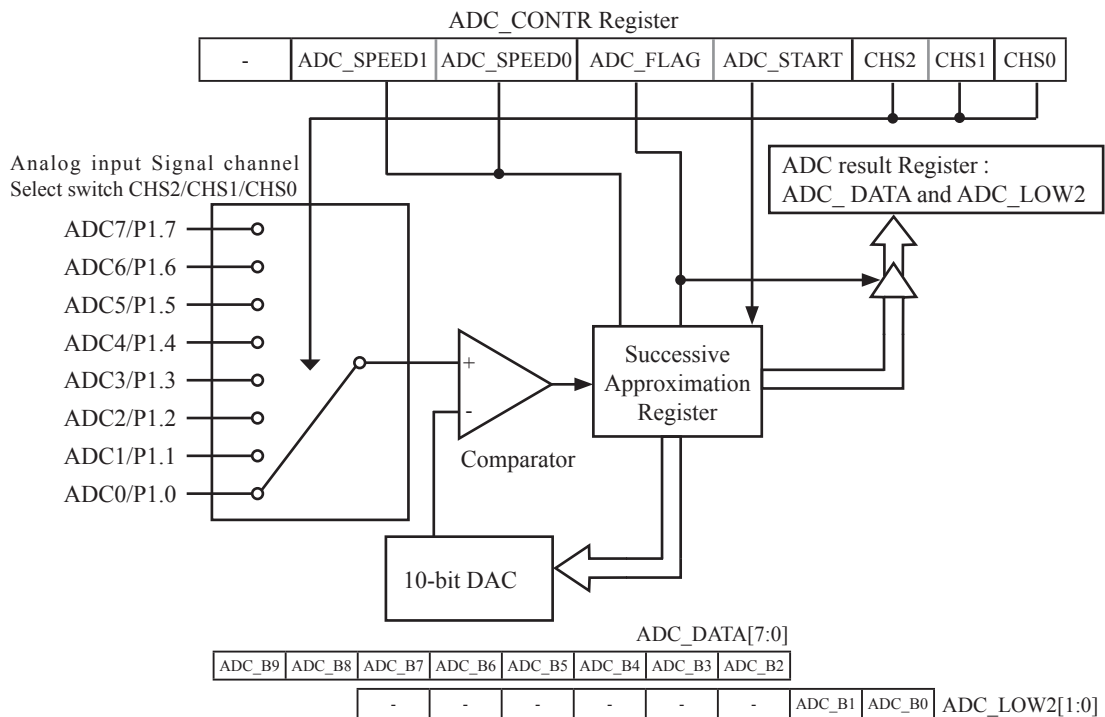 ADC_CONTR Register
- ADC_SPEED1 ADC_SPEED0 ADC_FLAG ADC_START CHS2 CHS1 CHS0
Analog input Signal channel
Select switch CHS2/CHS1/CHS0
ADC result Register :
ADC_ DATA and ADC_LOW2
ADC7/P1.7
ADC6/P1.6
ADC5/P1.5
ADC4/P1.4
ADC3/P1.3
ADC2/P1.2
ADC1/P1.1
ADC0/P1.0
+
-
Comparator
Successive
Approximation
Register
10-bit DAC
ADC_DATA[7:0]
ADC_B9 ADC_B8 ADC_B7 ADC_B6 ADC_B5 ADC_B4 ADC_B3 ADC_B2
- - - - - - ADC_B1 ADC_B0 ADC_LOW2[1:0]